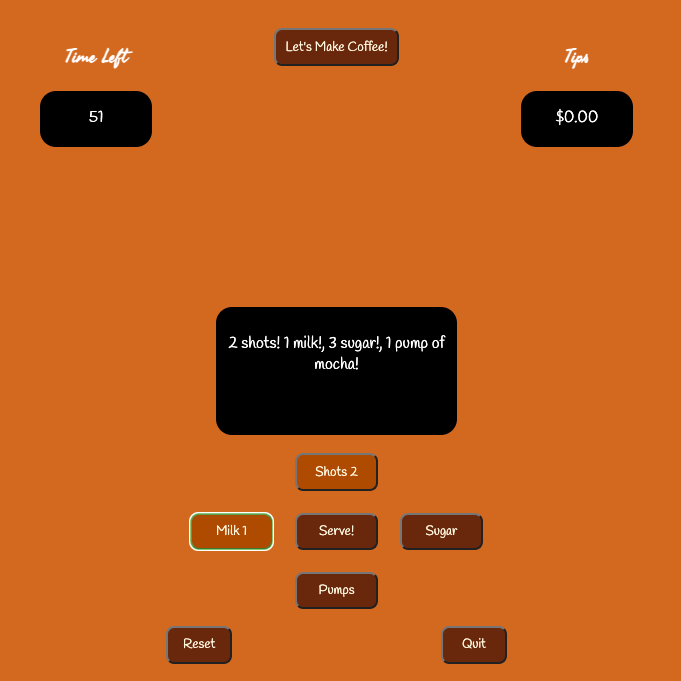 Let's Make Coffee!
Time Left
Tips
51
$0.00
2 shots! 1 milk!, 3 sugar!, 1 pump of
mocha!
Shots 2
Milk 1
Serve!
Sugar
Pumps
Reset
Quit